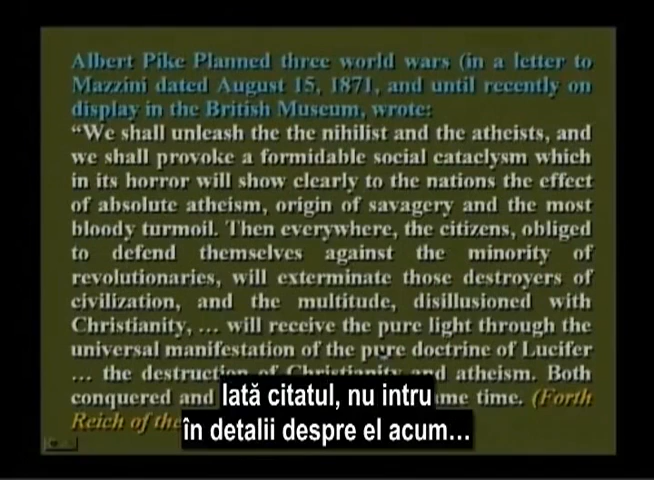 Albert Pike Planned three world wars (in a letter to
Mazzini dated August 15, 1871, and until recently on
display in the British Museum, wrote:
“We shall unleash the the nihilist and the atheists, and
we shall provoke a formidable social cataclysm which
in its horror will show clearly to the nations the effect
of absolute atheism, origin of savagery and the most
bloody turmoil. Then everywhere, the citizens, obliged
to defend themselves against the minority of
revolutionaries, will exterminate those destroyers of
civilization, and the multitude, disillusioned with
Christianity, ... will receive the pure light through the
universal manifestation of the pure doctrine of Lucifer
... the destruction of Christianity and atheism. Both
conquered and time. (Forth
Reich of the
Iată citatul, nu intru
în detalii despre el acum...